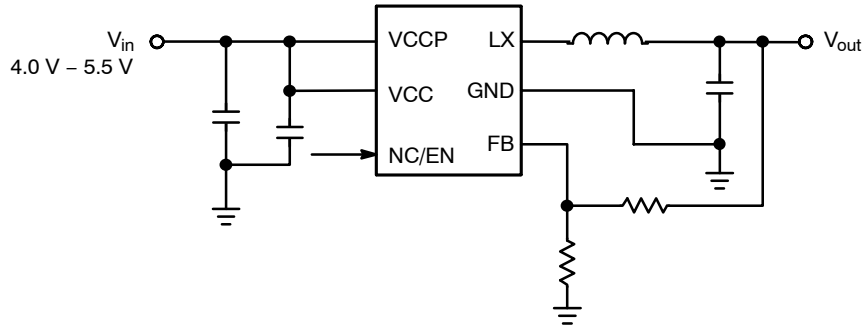 V_in
4.0 V – 5.5 V
VCCP
VCC
NC/EN
LX
GND
FB
V_out